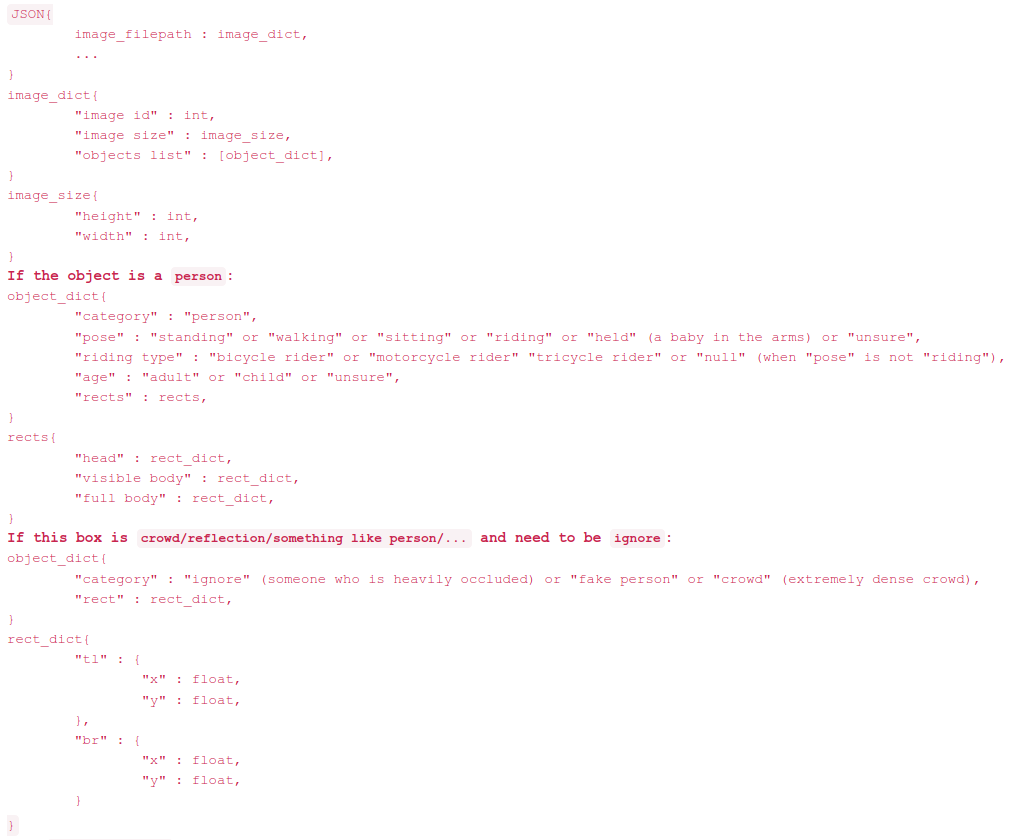 JSON{
image_filepath : image_dict,
...
}
image_dict{
"image id" : int,
"image size" : image_size,
"objects list" : [object_dict],
}
image_size{
"height" : int,
"width" : int,
}
If the object is a person:
object_dict{
"category" : "person",
"pose" : "standing" or "walking" or "sitting" or "riding" or "held" (a baby in the arms) or "unsure",
"riding type" : "bicycle rider" or "motorcycle rider" "tricycle rider" or "null" (when "pose" is not "riding"),
"age" : "adult" or "child" or "unsure",
"rects" : rects,
}
rects{
"head" : rect_dict,
"visible body" : rect_dict,
"full body" : rect_dict,
}
If this box is crowd/reflection/something like person/... and need to be ignore:
object_dict{
"category" : "ignore" (someone who is heavily occluded) or "fake person" or "crowd" (extremely dense crowd),
"rect" : rect_dict,
}
rect_dict{
"tl" : {
"x" : float,
"y" : float,
},
"br" : {
"x" : float,
"y" : float,
}
}